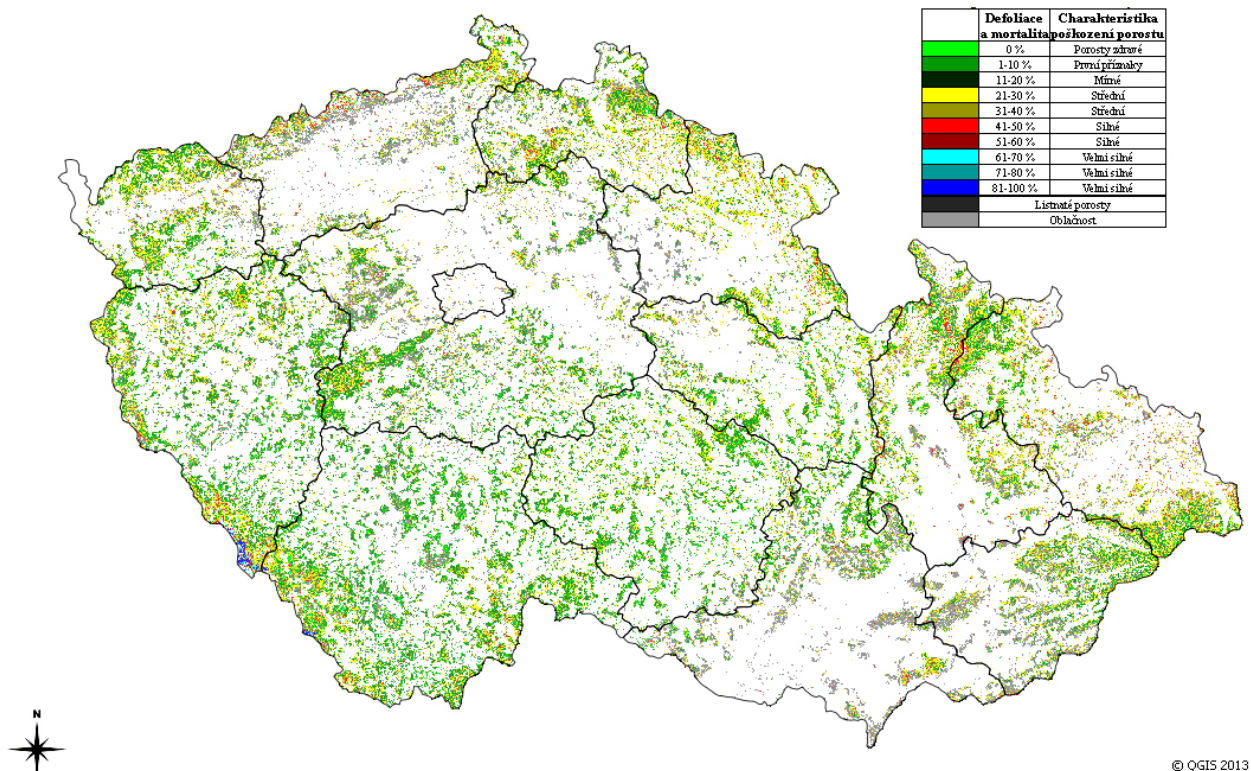 Defoliace a mortalita Charakteristika poškození porostu
0 % Porosty zdravé
1-10 % První příznaky
11-20 % Mírné
21-30 % Střední
31-40 % Střední
41-50 % Silné
51-60 % Silné
61-70 % Velmi silné
71-80 % Velmi silné
81-100 % Velmi silné
Listnaté porosty
Oblačnost
N
© QGIS 2013